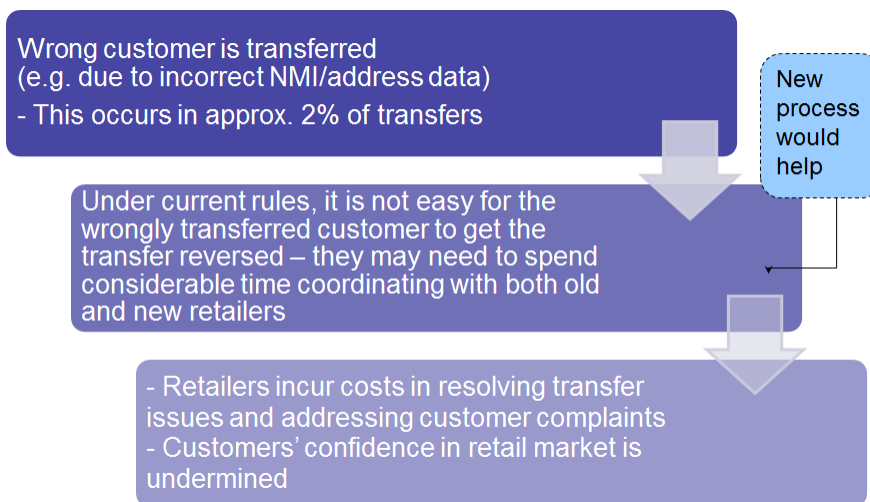 Wrong customer is transferred
(e.g. due to incorrect NMI/address data)
- This occurs in approx. 2% of transfers
New
process
would
help
Under current rules, it is not easy for the
wrongly transferred customer to get the
transfer reversed – they may need to spend
considerable time coordinating with both old
and new retailers
- Retailers incur costs in resolving transfer
issues and addressing customer complaints
- Customers’ confidence in retail market is
undermined